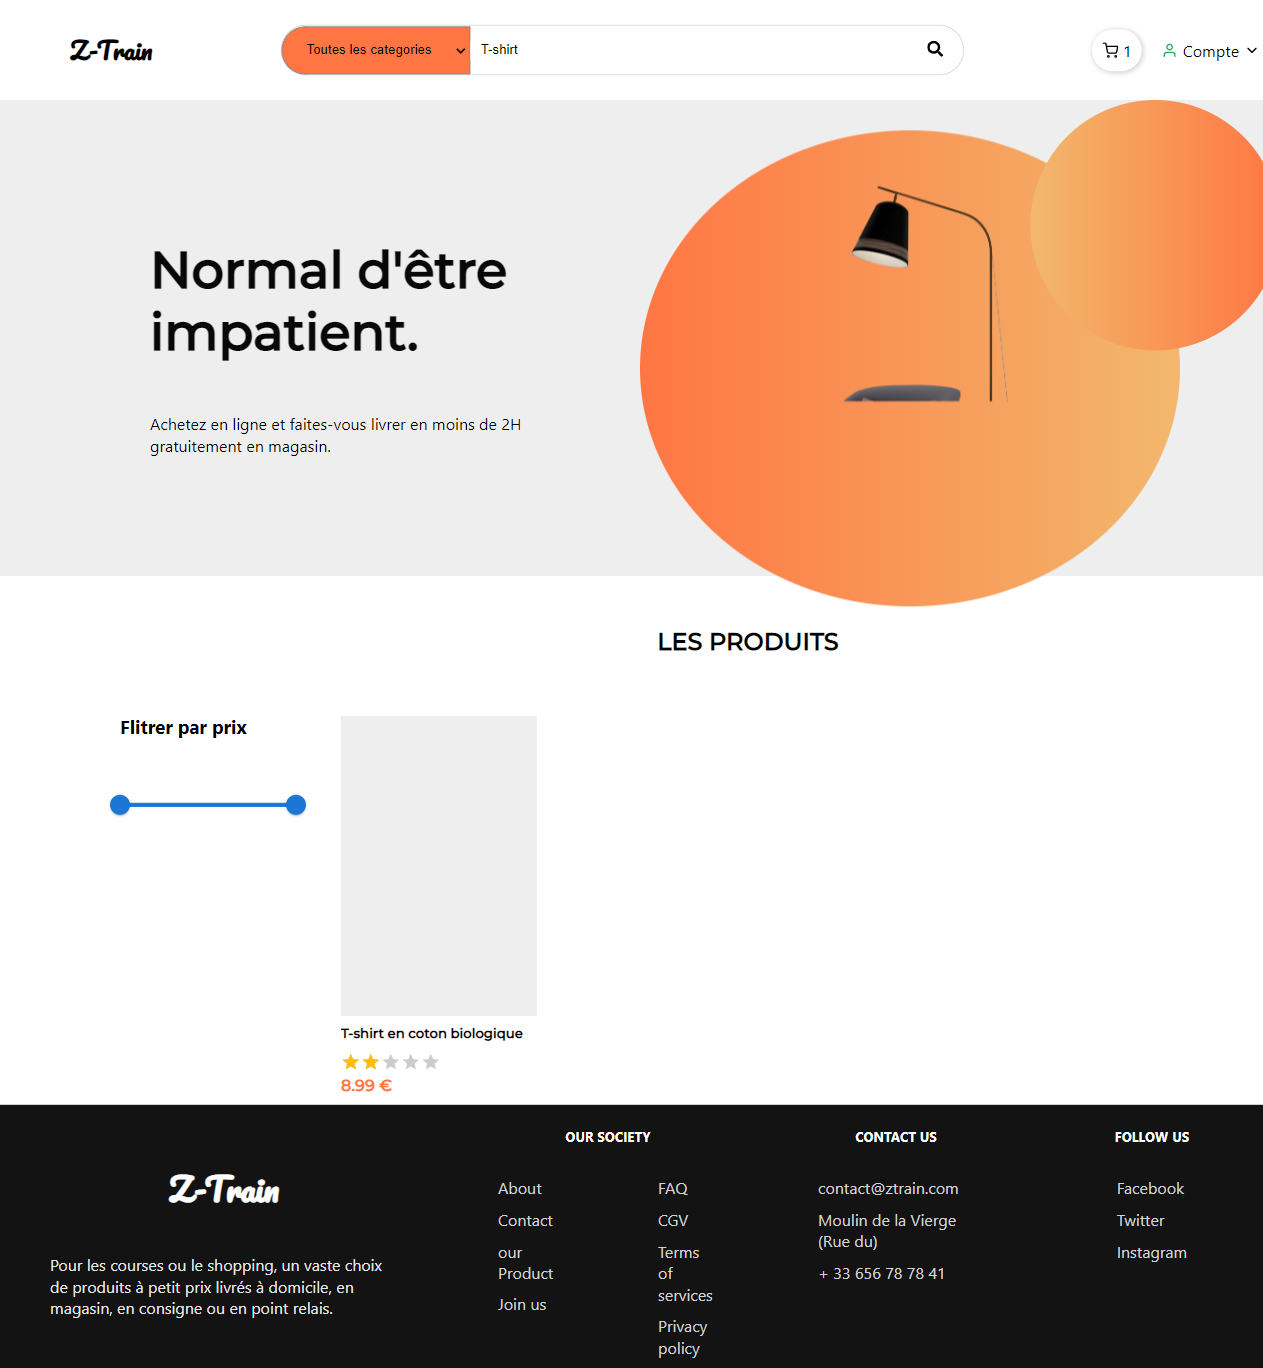 Z-Train
Toutes les categories
T-shirt
1
Compte
Normal d'être
impatient.
Achetez en ligne et faites-vous livrer en moins de 2H
gratuitement en magasin.
LES PRODUITS
Flitrer par prix
T-shirt en coton biologique
8.99 €
Z-Train
Pour les courses ou le shopping, un vaste choix
de produits à petit prix livrés à domicile, en
magasin, en consigne ou en point relais.
OUR SOCIETY
About
Contact
our
Product
Join us
FAQ
CGV
Terms
of
services
Privacy
policy
CONTACT US
contact@ztrain.com
Moulin de la Vierge
(Rue du)
+ 33 656 78 78 41
FOLLOW US
Facebook
Twitter
Instagram